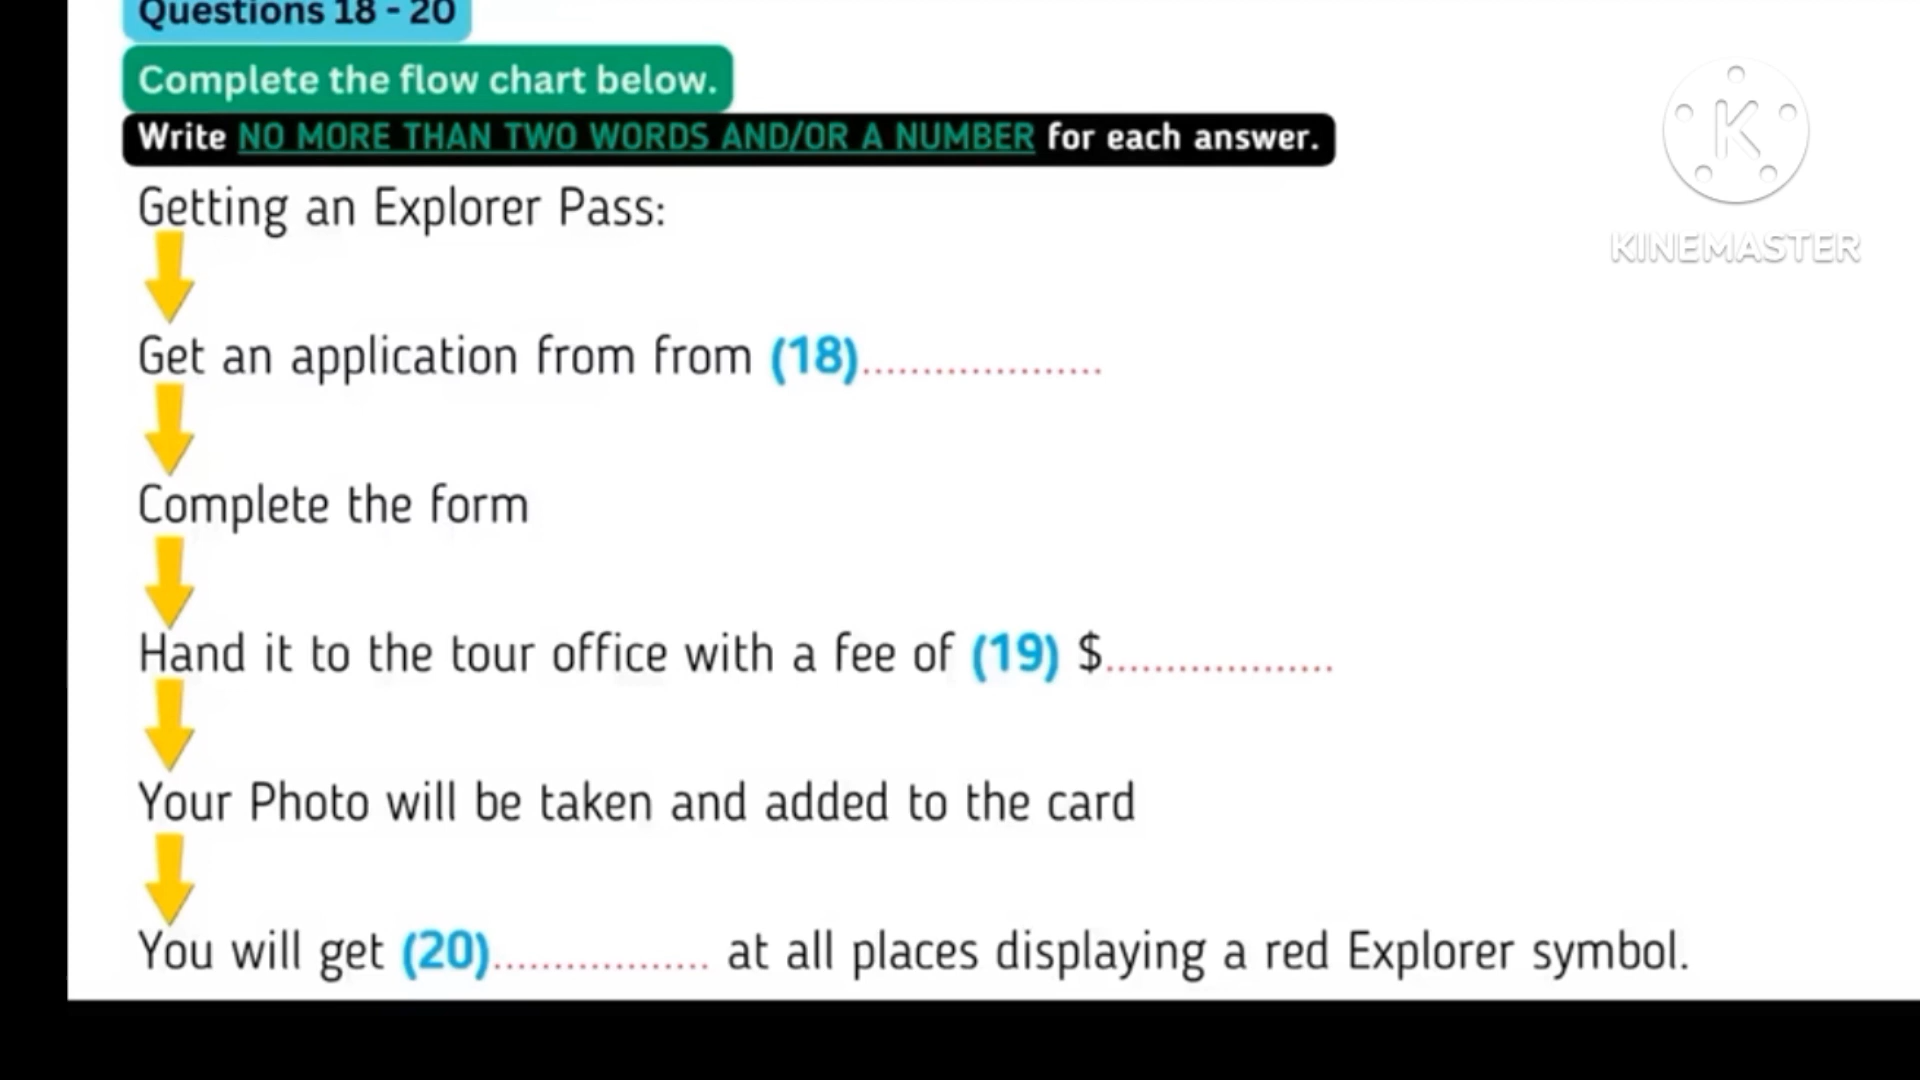 Questions 18 - 20
Complete the flow chart below.
Write NO MORE THAN TWO WORDS AND/OR A NUMBER for each answer.
Getting an Explorer Pass:
Get an application from from (18)....................
Complete the form
Hand it to the tour office with a fee of (19) $...................
Your Photo will be taken and added to the card
You will get (20).................. at all places displaying a red Explorer symbol.
K
KINEMASTER